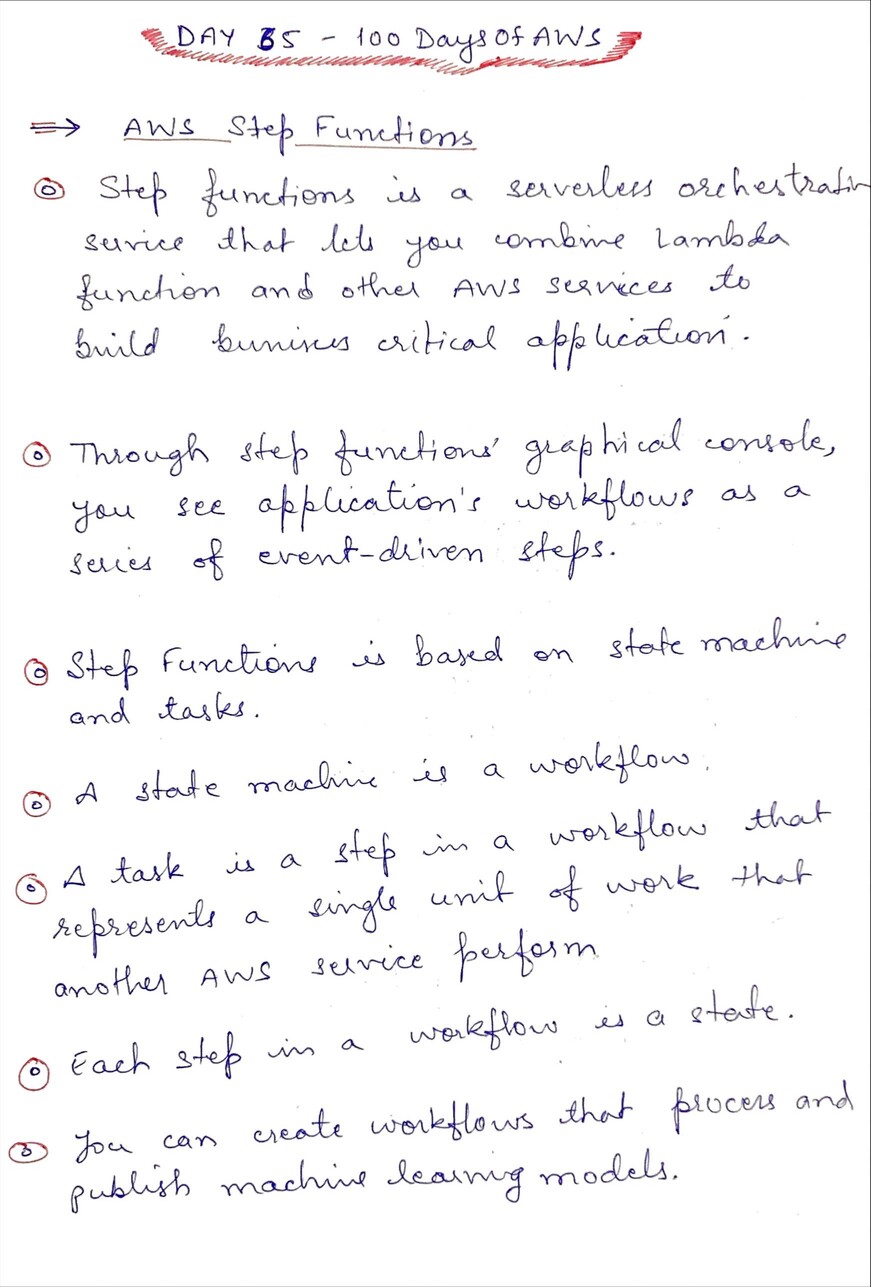 DAY 65 - 100 Days Of AWS
⇒ AWS Step Functions
Step functions is a serverless orchestration
service that lets you combine Lambda
function and other AWS services to
build buniness critical application.
Through step functions' graphical console,
you see application's workflows as a
series of event-driven steps.
Step Functions is based on state machine
and tasks.
A state machine is a workflow.
A task is a step in a workflow that
represents a single unit of work that
another AWS service perform
Each step in a workflow is a state.
You can create workflows that process and
publish machine learning models.